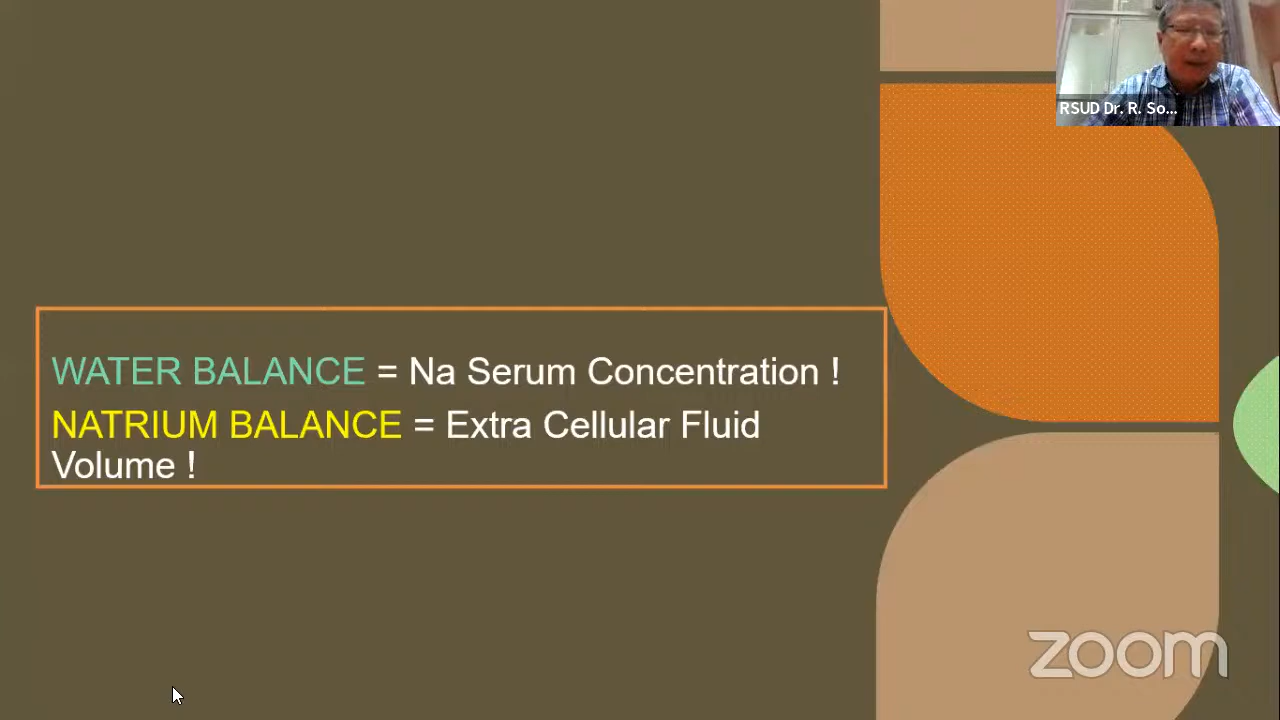 RSUD Dr. R. So...
WATER BALANCE = Na Serum Concentration !
NATRIUM BALANCE = Extra Cellular Fluid
Volume !
zoom